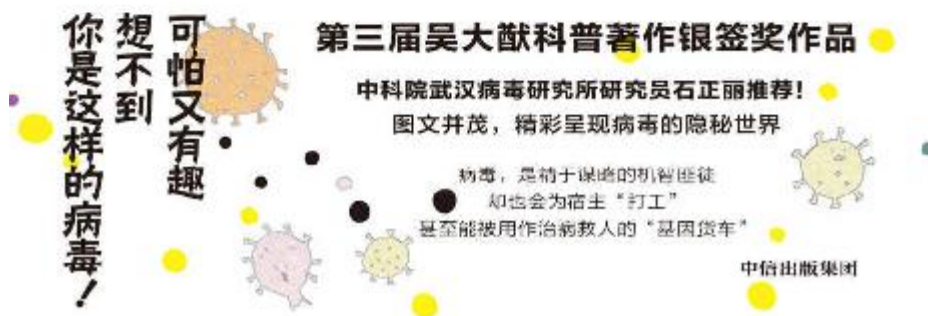 可怕又有趣
想不到
你是这样的病毒！
第三届吴大猷科普著作银签奖作品
中科院武汉病毒研究所研究员石正丽推荐！
图文并茂，精彩呈现病毒的隐秘世界
病毒，是精于谋略的机智匪徒
却也会为宿主“打工”
甚至能被用作治病救人的“基因货车”
中信出版集团